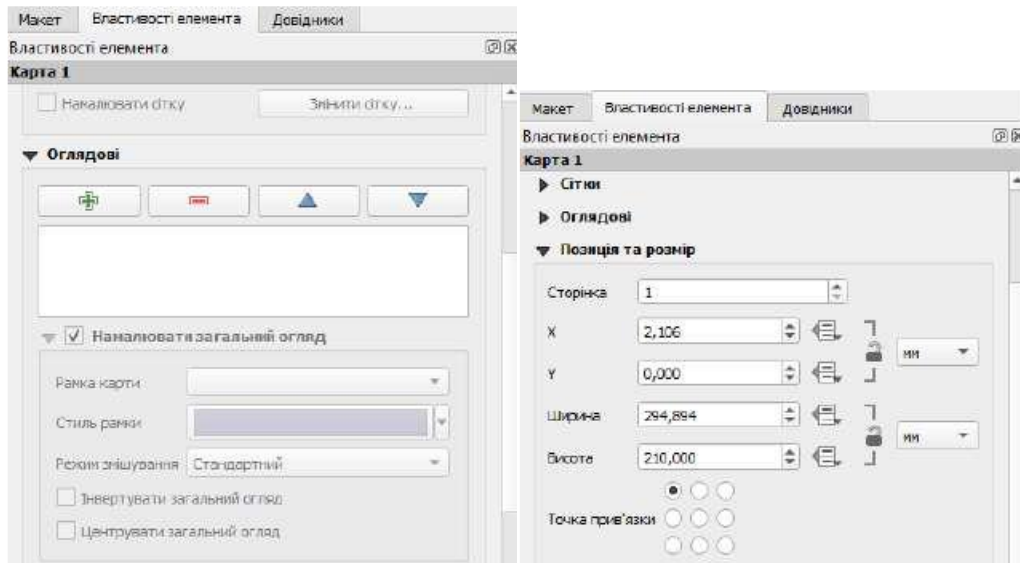 Макет Властивості елемента Довідники
Властивості елемента
Карта 1
Намалювати сітку Змінити сітку...
Оглядові
Намалювати загальний огляд
Рамка карти
Стиль рамки
Режим змішування Стандартний
Інвертувати загальний огляд
Центрувати загальний огляд
Макет Властивості елемента Довідники
Властивості елемента
Карта 1
Сітки
Оглядові
Позиція та розмір
Сторінка 1
X 2,106
мм
Y 0,000
Ширина 294,894
мм
Висота 210,000
Точка прив'язки